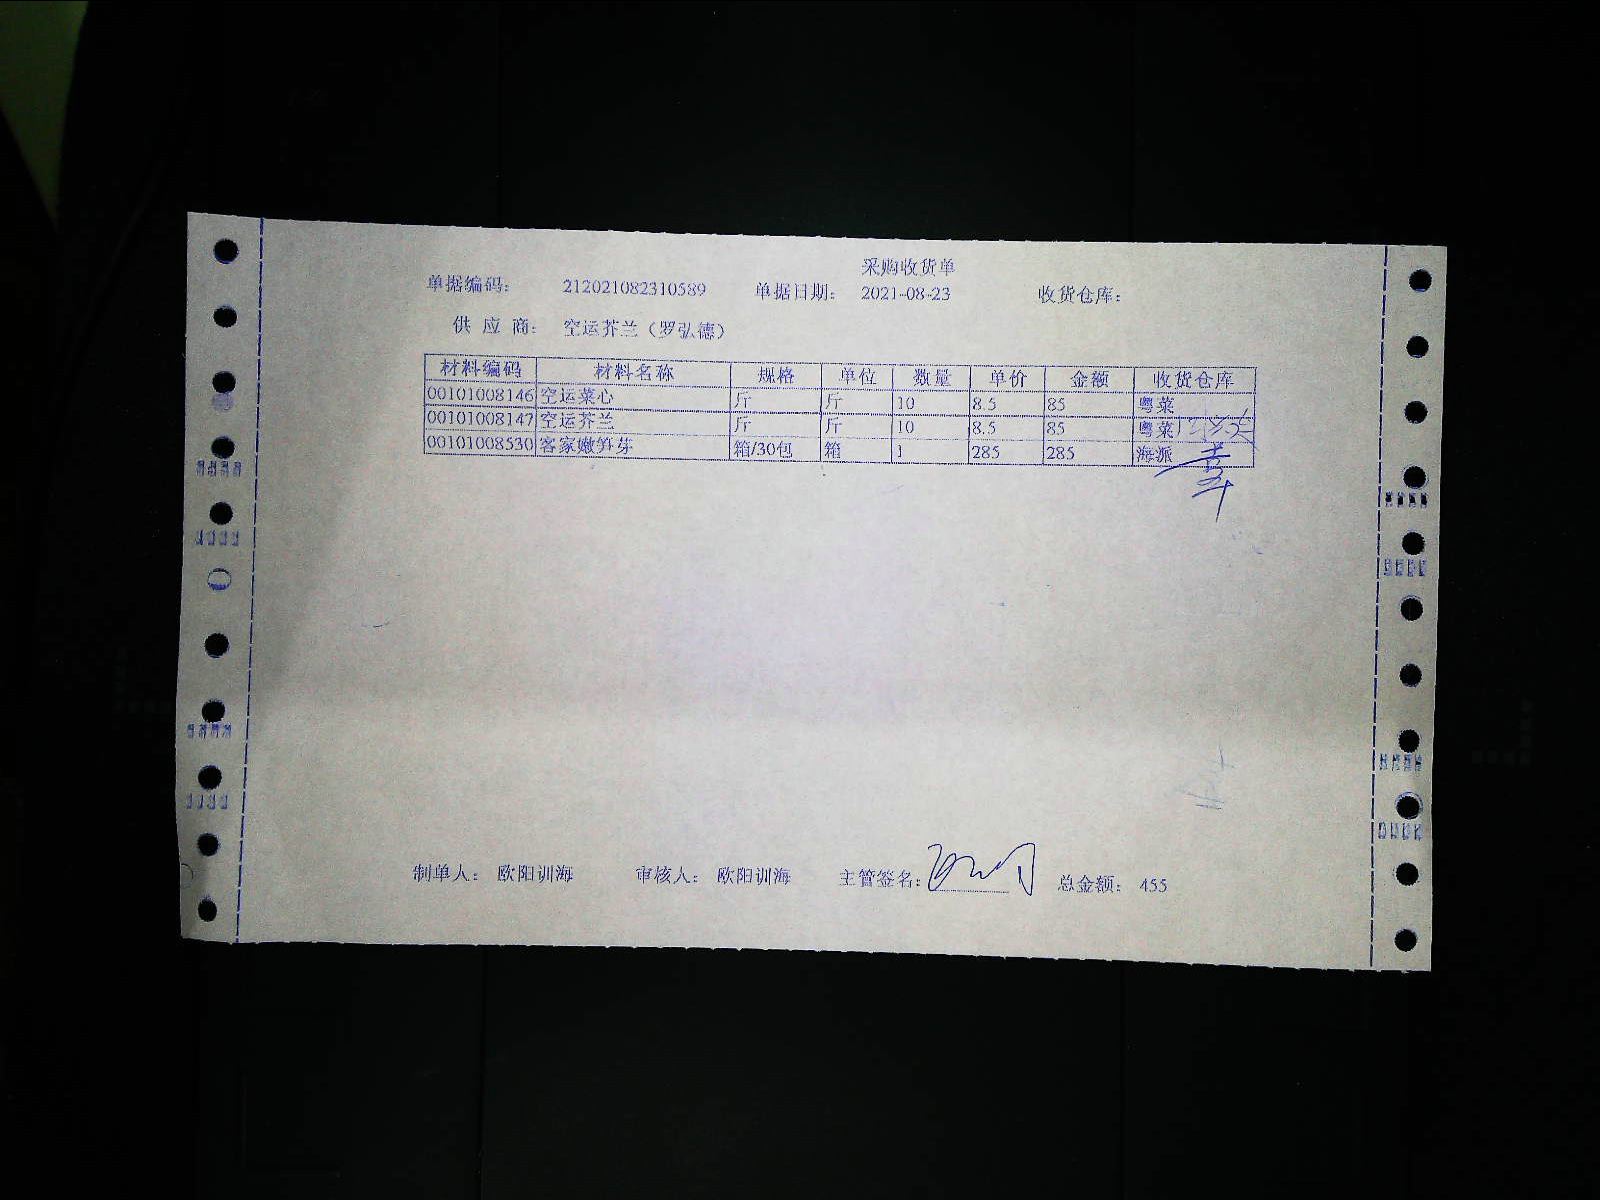 采购收货单
单据编码： 212021082310589 单据日期： 2021-08-23 收货仓库：
供 应 商： 空运芥兰（罗弘德）
材料编码 材料名称 规格 单位 数量 单价 金额 收货仓库
00101008146 空运菜心 斤 斤 10 8.5 85 粤菜
00101008147 空运芥兰 斤 斤 10 8.5 85 粤菜
00101008530 客家嫩笋芽 箱/30包 箱 1 285 285 海派
制单人： 欧阳训海 审核人： 欧阳训海 主管签名： 总金额： 455